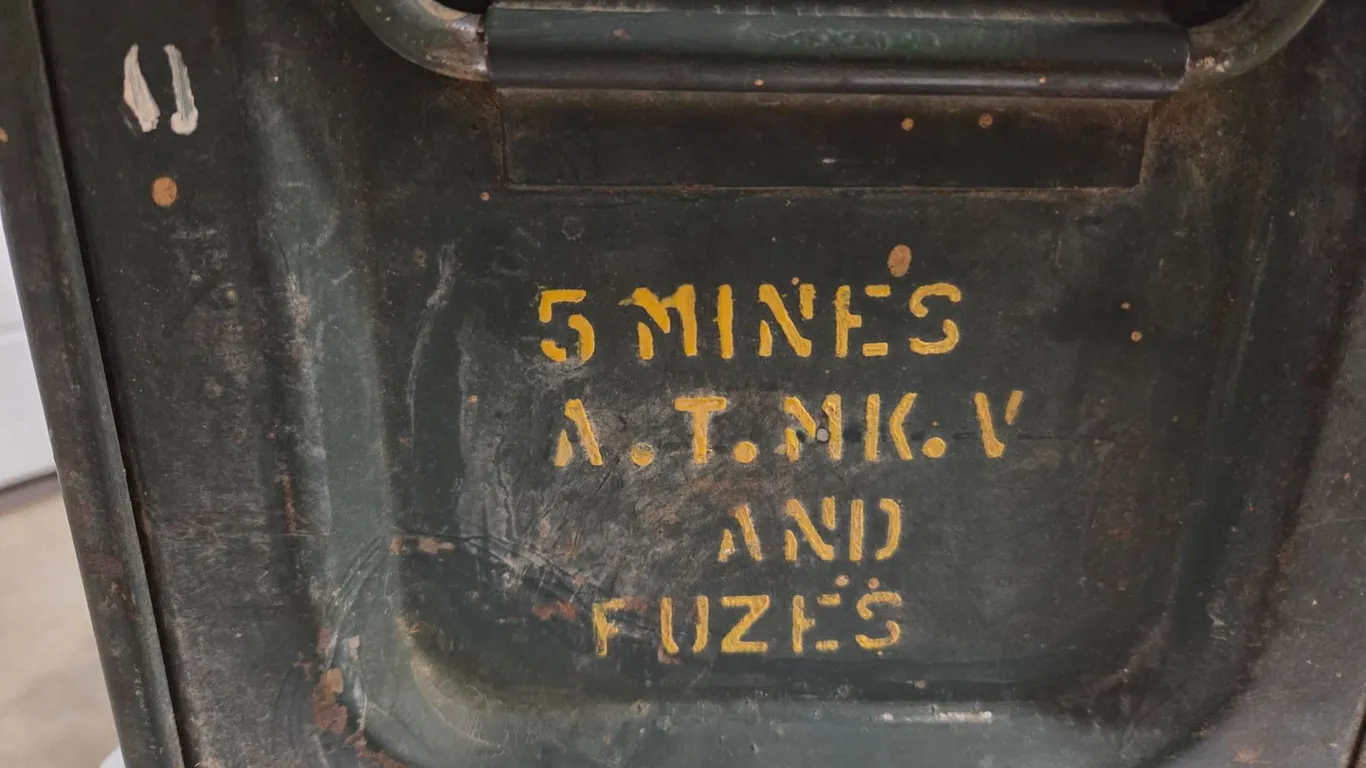 5 MINES
A.T.MK.V
AND
FUZES